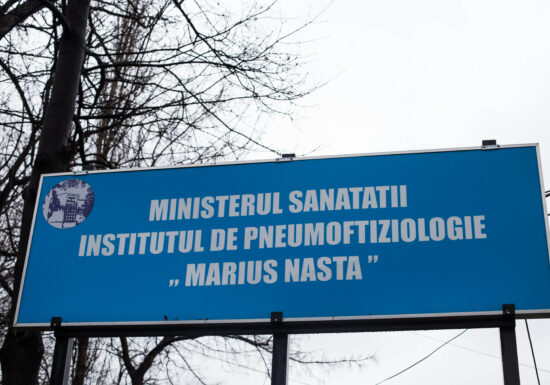 MINISTERUL SANATATII
INSTITUTUL DE PNEUMOFTIZIOLOGIE
„ MARIUS NASTA ”